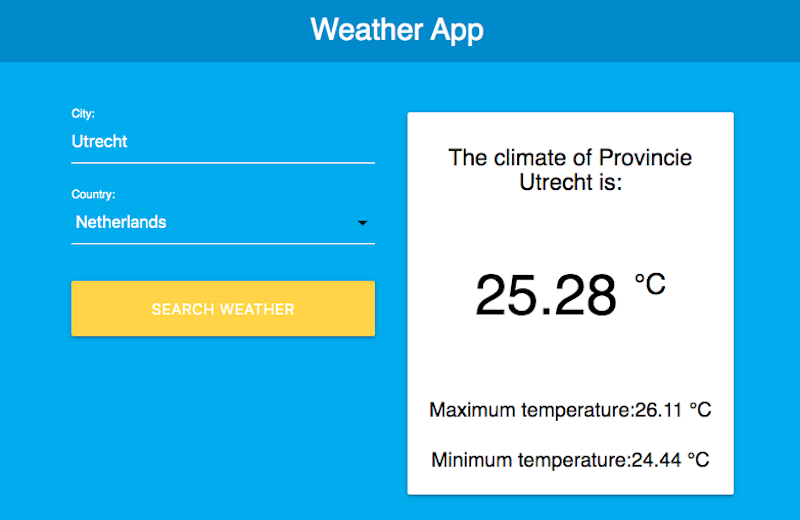 Weather App
City:
Utrecht
Country:
Netherlands
SEARCH WEATHER
The climate of Provincie
Utrecht is:
25.28 °C
Maximum temperature:26.11 °C
Minimum temperature:24.44 °C